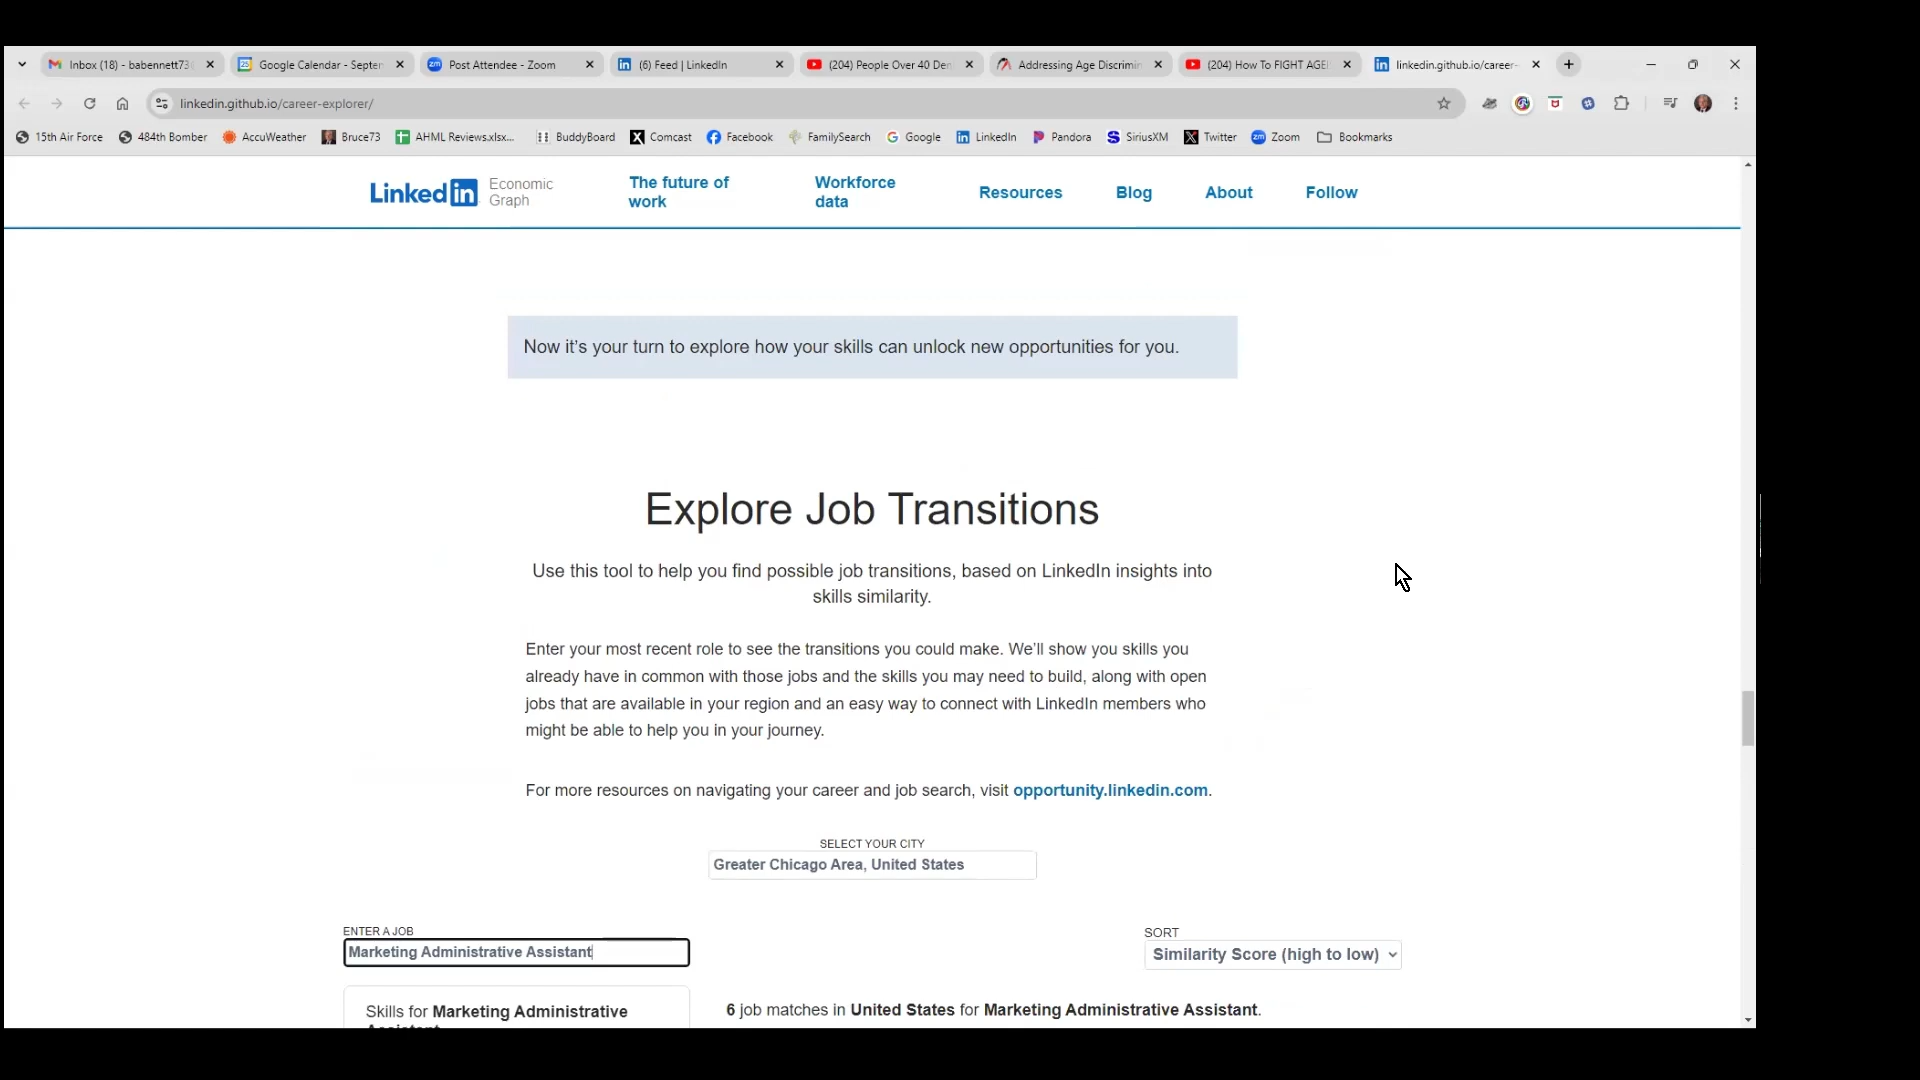 Inbox (18) - babennett73
Google Calendar - Septer
Post Attendee - Zoom
(6) Feed | LinkedIn
(204) People Over 40 Den
Addressing Age Discrimin
(204) How To FIGHT AGEI
linkedin.github.io/career-
linkedin.github.io/career-explorer/
15th Air Force
484th Bomber
AccuWeather
Bruce73
AHML Reviews.xlsx...
BuddyBoard
Comcast
Facebook
FamilySearch
Google
LinkedIn
Pandora
SiriusXM
Twitter
Zoom
Bookmarks
LinkedIn
Economic
Graph
The future of
work
Workforce
data
Resources
Blog
About
Follow
Now it's your turn to explore how your skills can unlock new opportunities for you.
Explore Job Transitions
Use this tool to help you find possible job transitions, based on LinkedIn insights into
skills similarity.
Enter your most recent role to see the transitions you could make. We'll show you skills you
already have in common with those jobs and the skills you may need to build, along with open
jobs that are available in your region and an easy way to connect with LinkedIn members who
might be able to help you in your journey.
For more resources on navigating your career and job search, visit opportunity.linkedin.com.
SELECT YOUR CITY
Greater Chicago Area, United States
ENTER A JOB
Marketing Administrative Assistant
SORT
Similarity Score (high to low)
Skills for Marketing Administrative
Assistant
6 job matches in United States for Marketing Administrative Assistant.